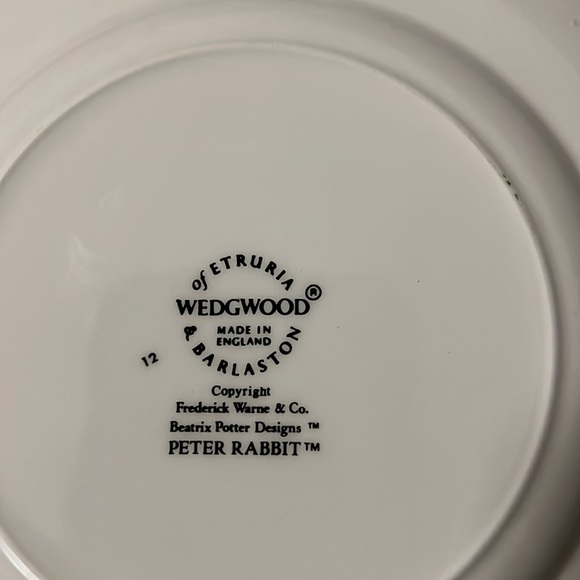 of ETRURIA
WEDGWOOD®
MADE IN
ENGLAND
& BARLASTON
12
Copyright
Frederick Warne & Co.
Beatrix Potter Designs ™
PETER RABBIT™